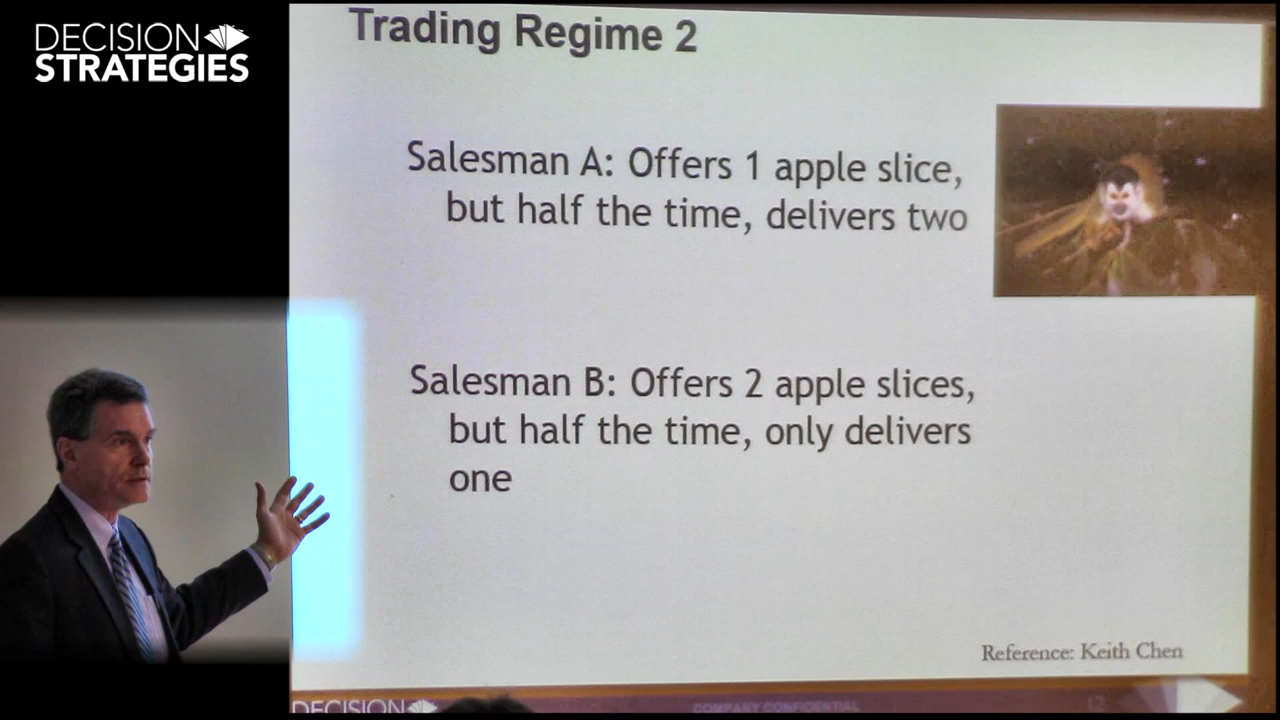 DECISION
STRATEGIES
Trading Regime 2
Salesman A: Offers 1 apple slice,
but half the time, delivers two
Salesman B: Offers 2 apple slices,
but half the time, only delivers
one
Reference: Keith Chen
DECISION
COMPANY CONFIDENTIAL
12